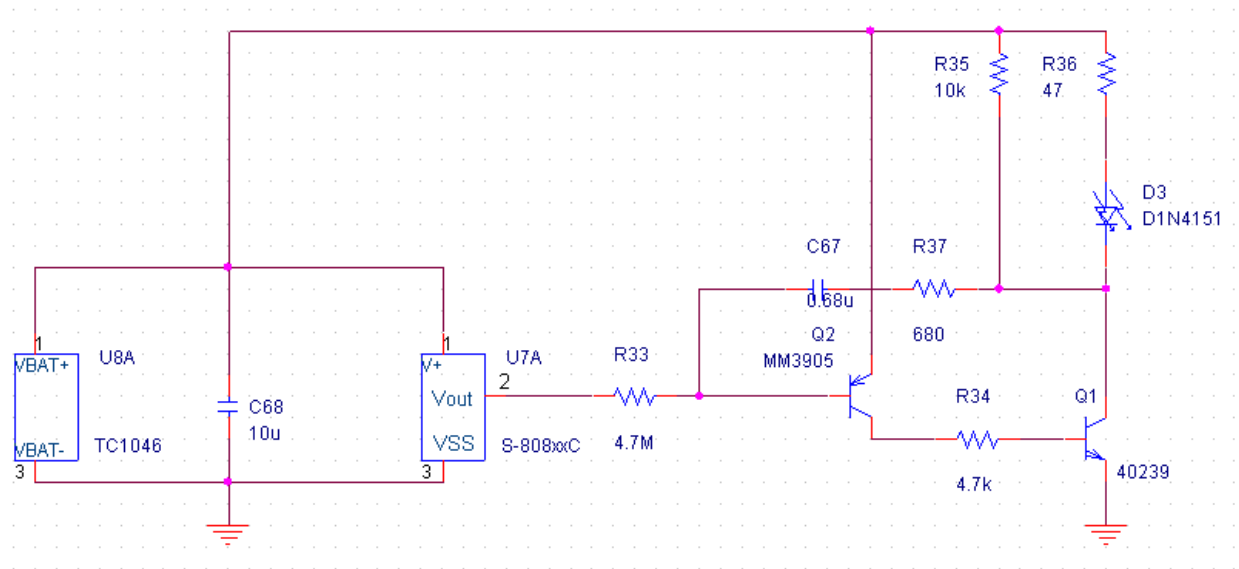 R35
10k
R36
47
D3
D1N4151
C67
0.68u
R37
680
Q2
MM3905
1
VBAT+
VBAT-
3
U8A
TC1046
C68
10u
1
V+
Vout
VSS
3
2
U7A
S-808xxC
R33
4.7M
R34
4.7k
Q1
40239